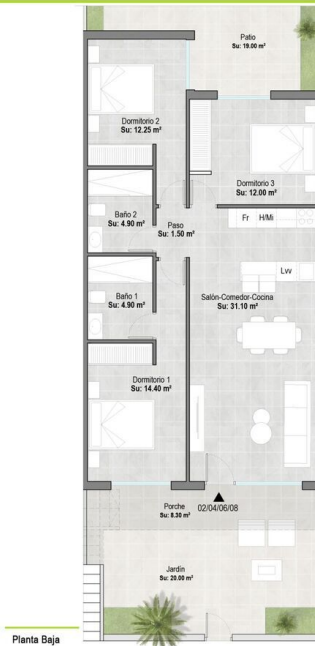 Patio
Su: 19.00 m²
Dormitorio 2
Su: 12.25 m²
Dormitorio 3
Su: 12.00 m²
Baño 2
Su: 4.90 m²
Paso
Su: 1.50 m²
Fr H/Mi
Lvv
Baño 1
Su: 4.90 m²
Salón-Comedor-Cocina
Su: 31.10 m²
Dormitorio 1
Su: 14.40 m²
Porche
Su: 8.30 m²
02/04/06/08
Jardín
Su: 20.00 m²
Planta Baja